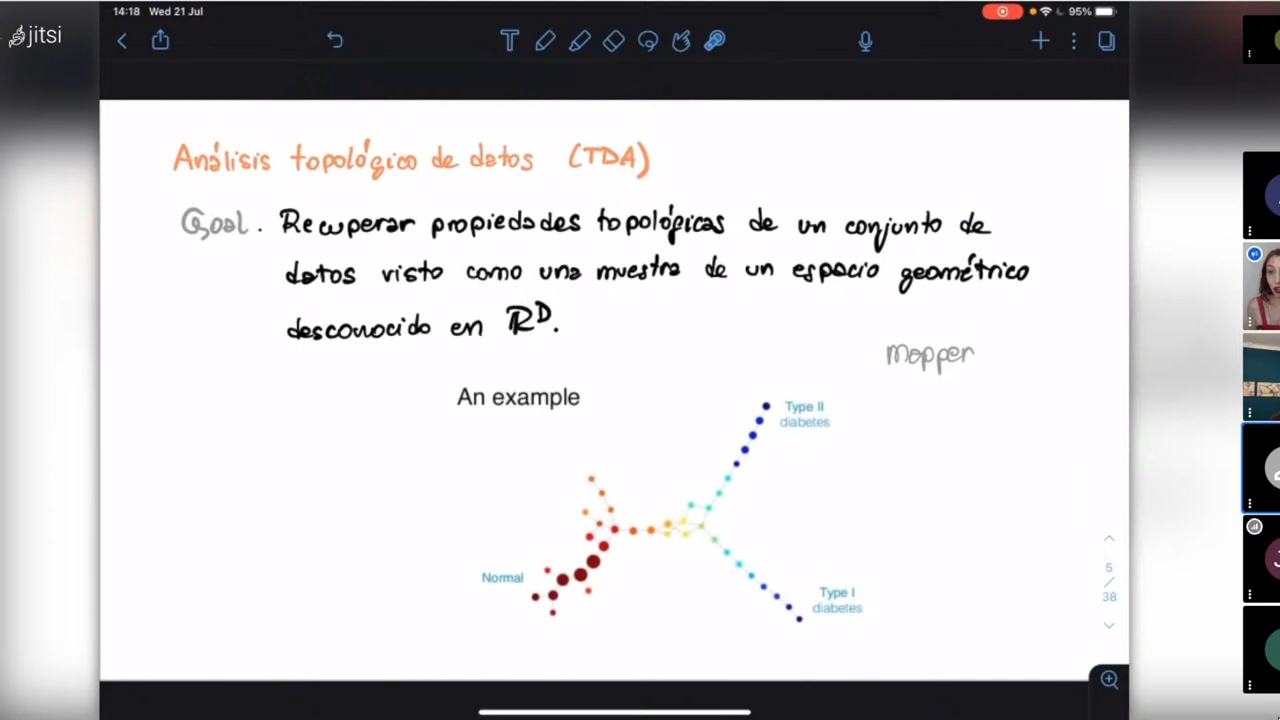 14:18 Wed 21 Jul
95%
jitsi
Análisis topológico de datos (TDA)
Goal. Recuperar propiedades topológicas de un conjunto de
datos visto como una muestra de un espacio geométrico
desconocido en ℝᴰ.
Mapper
An example
Type II
diabetes
Normal
Type I
diabetes
5
/
38